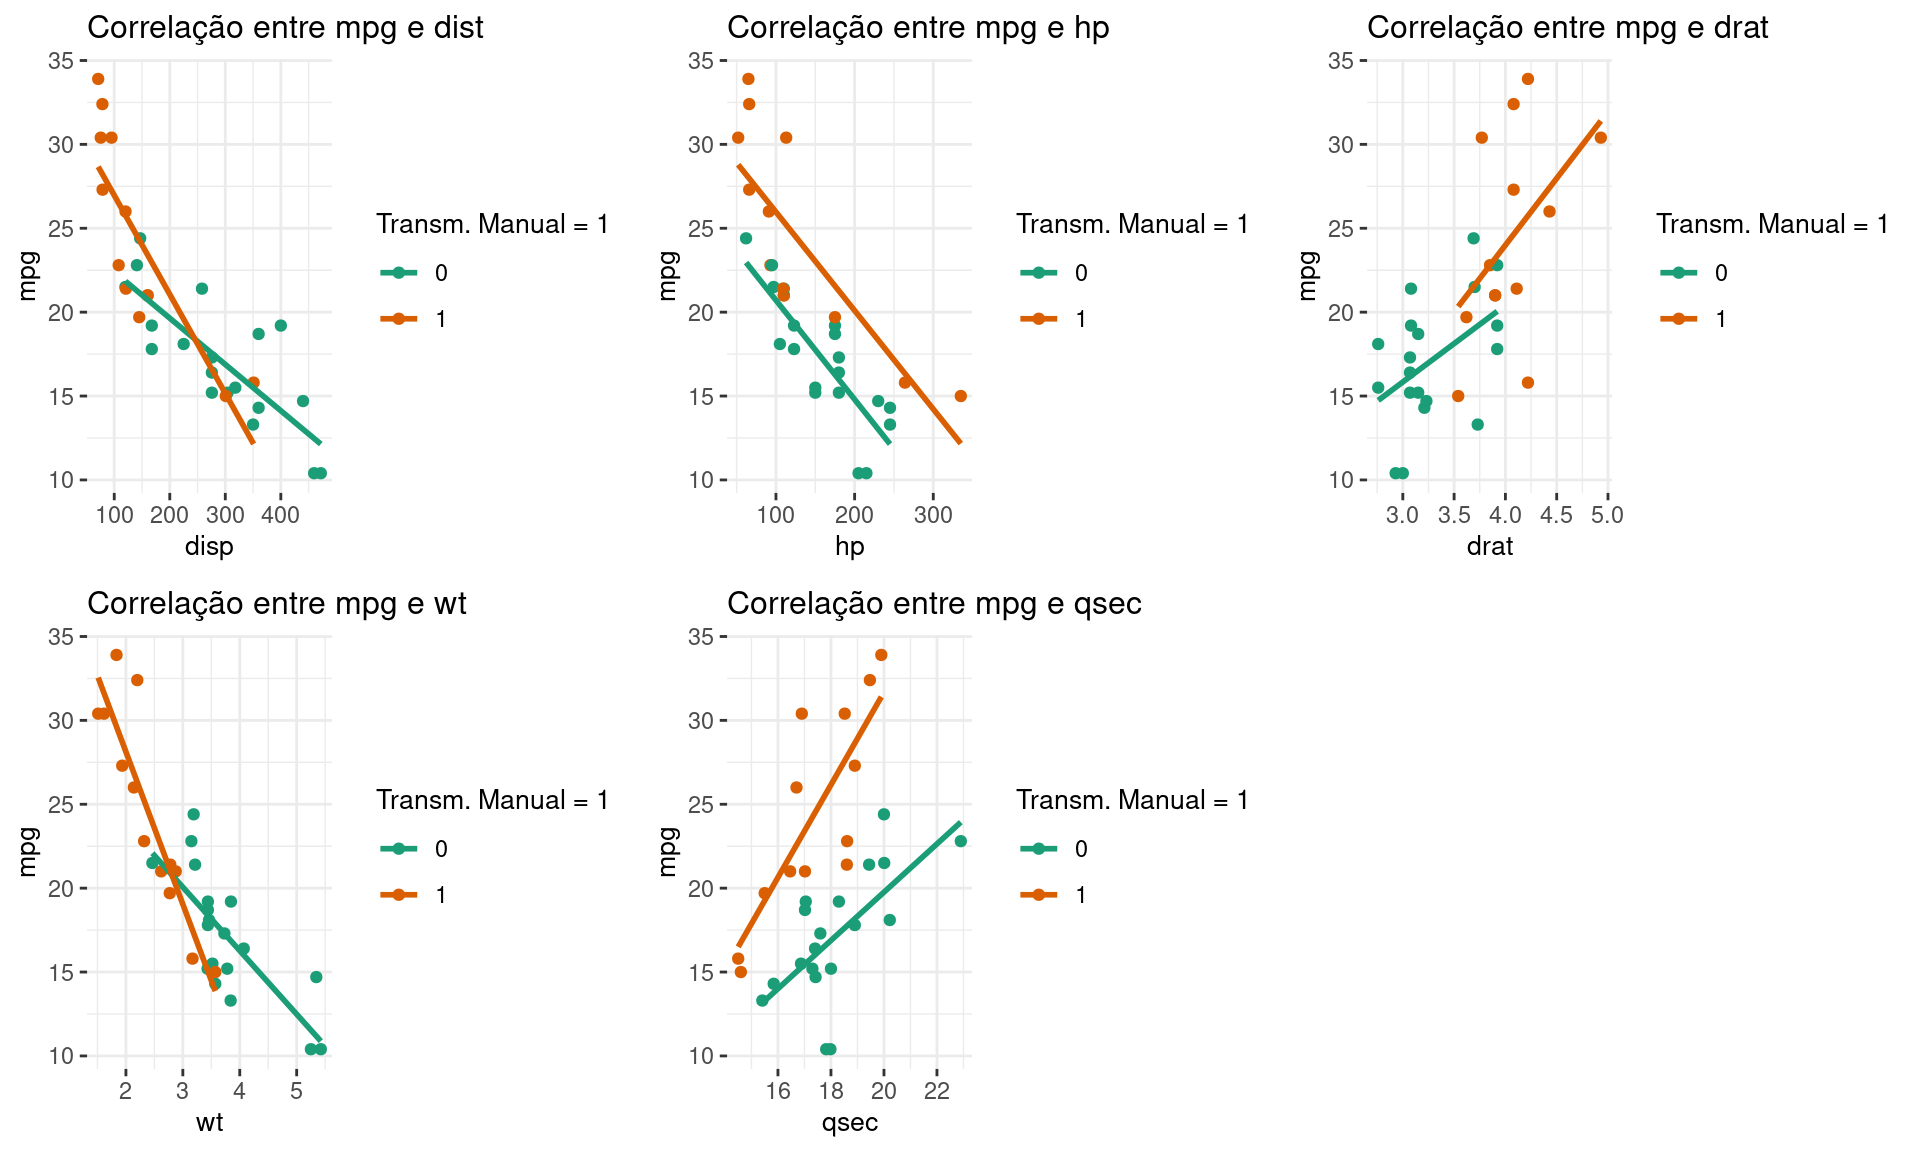 Correlação entre mpg e dist
35
30
25
20
15
10
mpg
100 200 300 400
disp
Transm. Manual = 1
0
1
Correlação entre mpg e hp
35
30
25
20
15
10
mpg
100 200 300
hp
Transm. Manual = 1
0
1
Correlação entre mpg e drat
35
30
25
20
15
10
mpg
3.0 3.5 4.0 4.5 5.0
drat
Transm. Manual = 1
0
1
Correlação entre mpg e wt
35
30
25
20
15
10
mpg
2 3 4 5
wt
Transm. Manual = 1
0
1
Correlação entre mpg e qsec
35
30
25
20
15
10
mpg
16 18 20 22
qsec
Transm. Manual = 1
0
1